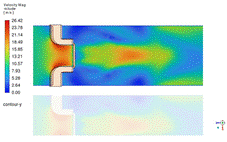 Velocity Mag
nitude
[ m/s ]
26.42
23.78
21.14
18.49
15.85
13.21
10.57
7.93
5.28
2.64
0.00
contour-y